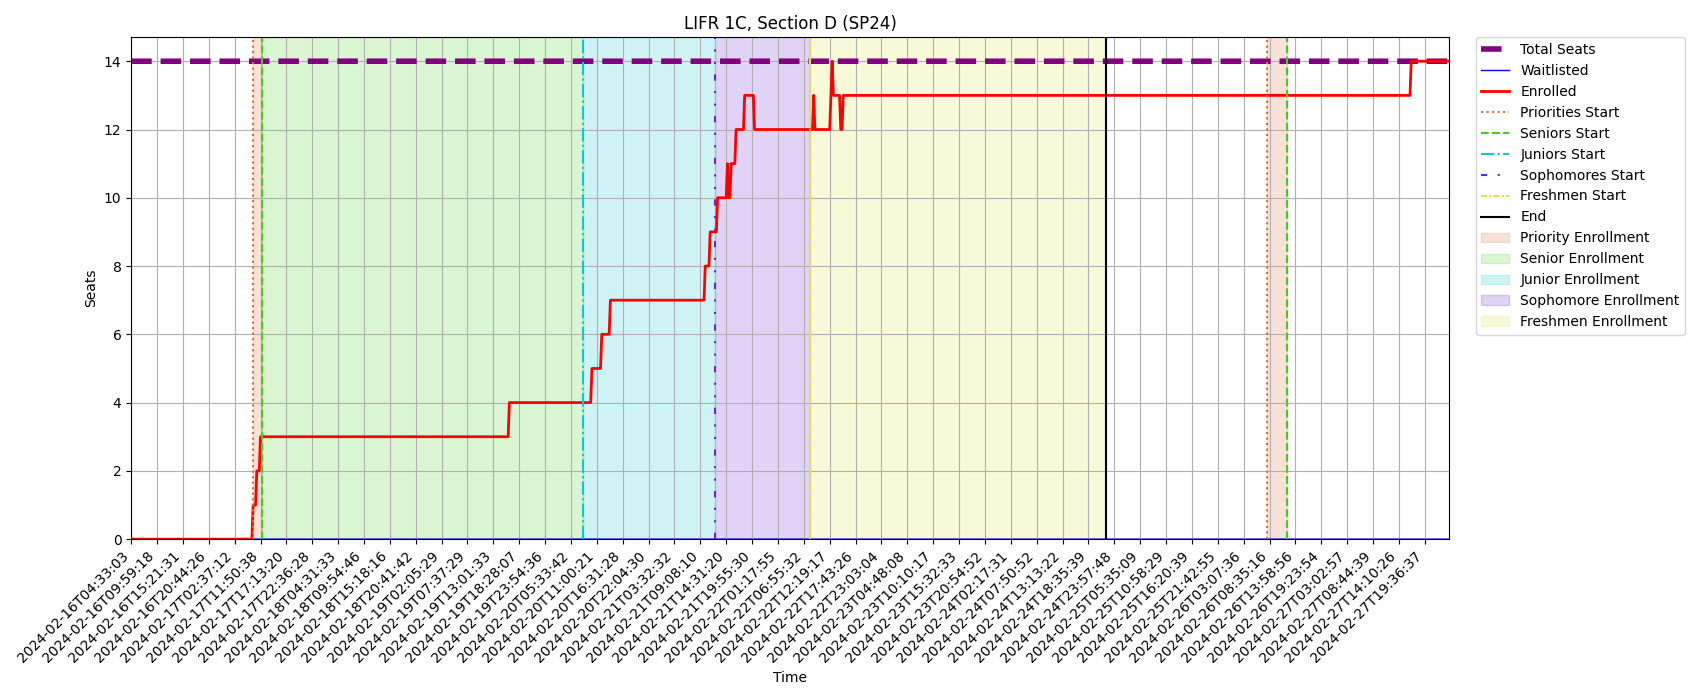 LIFR 1C, Section D (SP24)
Total Seats
Waitlisted
Enrolled
Priorities Start
Seniors Start
Juniors Start
Sophomores Start
Freshmen Start
End
Priority Enrollment
Senior Enrollment
Junior Enrollment
Sophomore Enrollment
Freshmen Enrollment
Seats
14
12
10
8
6
4
2
0
2024-02-16T04:33:03
2024-02-16T09:59:18
2024-02-16T15:21:31
2024-02-16T20:44:26
2024-02-17T02:37:12
2024-02-17T11:50:38
2024-02-17T17:13:20
2024-02-17T22:36:28
2024-02-18T04:31:33
2024-02-18T09:54:46
2024-02-18T15:18:16
2024-02-18T20:41:42
2024-02-19T02:05:29
2024-02-19T07:37:29
2024-02-19T13:01:33
2024-02-19T18:28:07
2024-02-19T23:54:36
2024-02-20T05:33:42
2024-02-20T11:00:21
2024-02-20T16:31:28
2024-02-20T22:04:30
2024-02-21T03:32:32
2024-02-21T09:08:10
2024-02-21T14:31:20
2024-02-21T19:55:30
2024-02-22T01:17:55
2024-02-22T06:55:32
2024-02-22T12:19:17
2024-02-22T17:43:26
2024-02-22T23:03:04
2024-02-23T04:48:08
2024-02-23T10:10:17
2024-02-23T15:32:33
2024-02-23T20:54:52
2024-02-24T02:17:31
2024-02-24T07:50:52
2024-02-24T13:13:22
2024-02-24T18:35:39
2024-02-24T23:57:48
2024-02-25T05:35:09
2024-02-25T10:58:29
2024-02-25T16:20:39
2024-02-25T21:42:55
2024-02-26T03:07:36
2024-02-26T08:35:16
2024-02-26T13:58:56
2024-02-26T19:23:54
2024-02-27T03:02:57
2024-02-27T08:44:39
2024-02-27T14:10:26
2024-02-27T19:36:37
Time